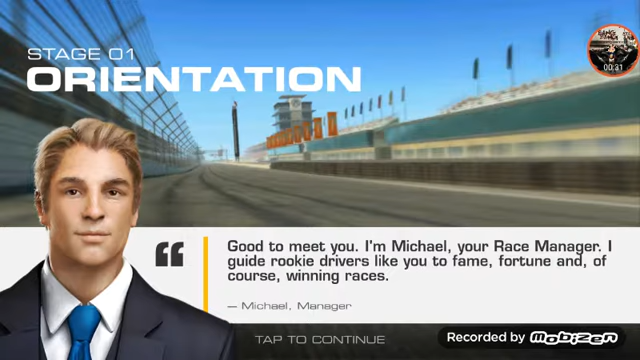 STAGE 01
ORIENTATION
00:31
Good to meet you. I'm Michael, your Race Manager. I
guide rookie drivers like you to fame, fortune and, of
course, winning races.
— Michael, Manager
TAP TO CONTINUE
Recorded by mobizen